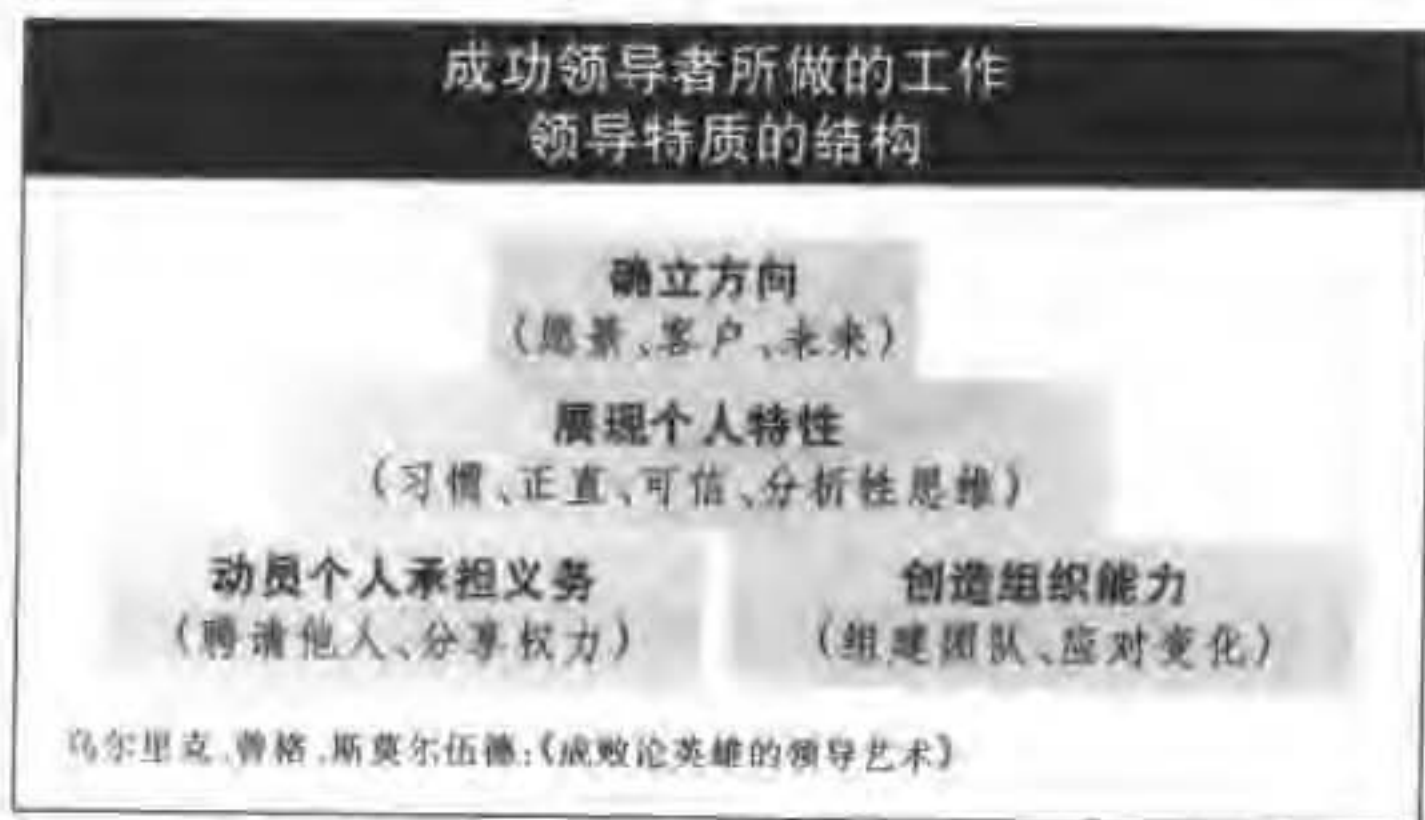 成功领导者所做的工作
领导特质的结构
确立方向
(愿景、客户、未来)
展现个人特性
(习惯、正直、可信、分析性思维)
动员个人承担义务
(聘请他人、分享权力)
创造组织能力
(组建团队、应对变化)
乌尔里克、曾格、斯莫尔伍德:《成败论英雄的领导艺术》